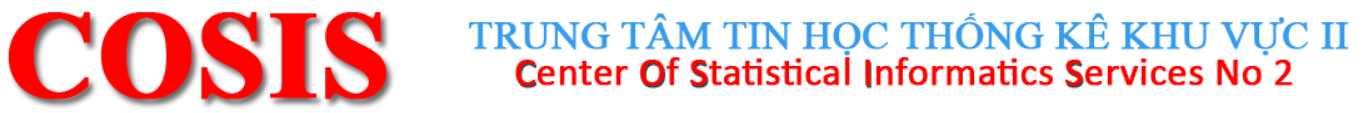 COSIS
TRUNG TÂM TIN HỌC THỐNG KÊ KHU VỰC II
Center Of Statistical Informatics Services No 2